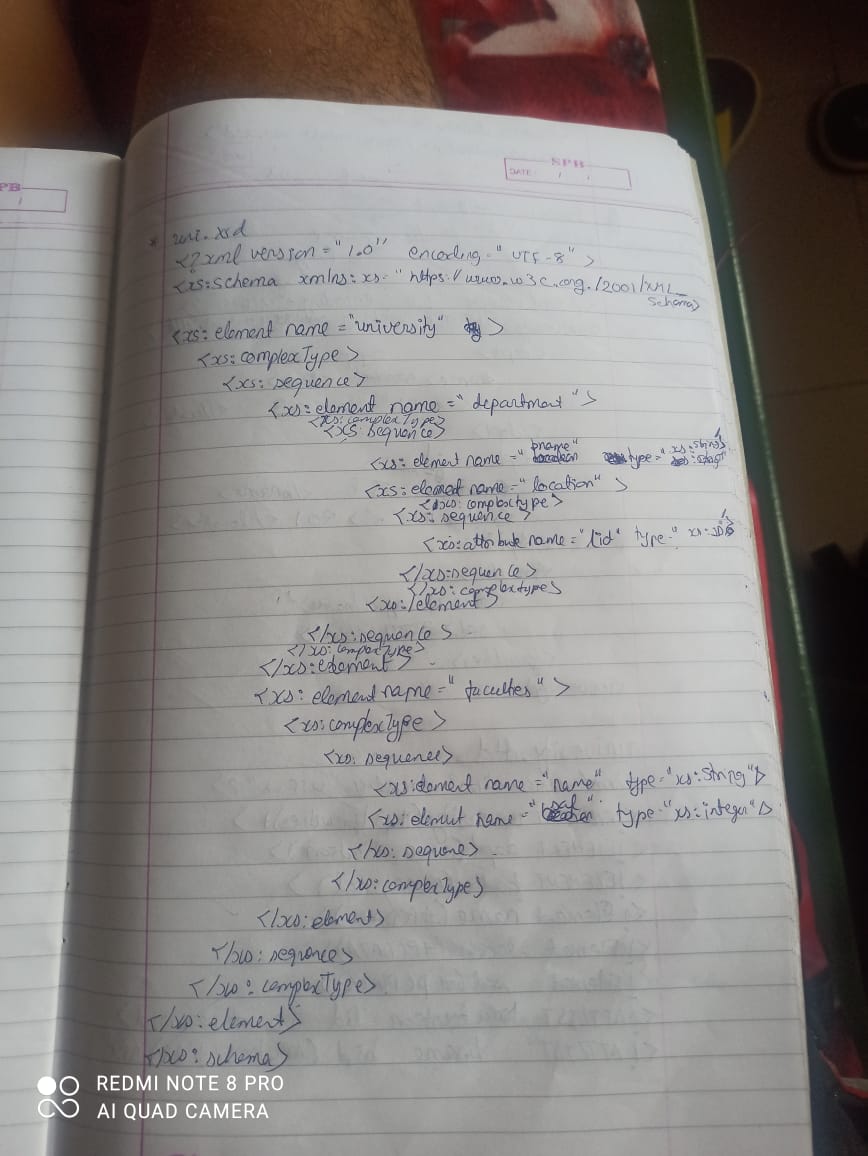 PB
SPB
DATE : / /
* uni.xsd
<?xml version = "1.0" encoding = "UTF-8">
<xs:schema xmlns:xs = "https://www.w3c.org./2001/XML_
Schema>
<xs: element name = "university" >
<xs: complexType>
<xs: sequence>
<xs: element name = "department">
<xs: complexType>
<xs: sequence>
<xs: element name = "pname" type = "xs:string">
<xs: element name = "location" >
<xs: complextype>
<xs: sequence>
<xs:attribute name = "lid" type = " xs:ID
</xs:sequence>
</xs: complextype>
<xs:/element>
</xs:sequence>
</xs: complexType>
</xs:element>
<xs: element name = "faculties" >
<xs: complexType>
<xs: sequence>
<xs:element name = "name" type = "xs:string"/>
<xs: element name = "sal" type = "xs:integer"/>
</xs: sequence>
</xs: complexType>
</xs: element>
</xs: sequence>
</xs: complexType>
</xs: element>
</xs: schema>
REDMI NOTE 8 PRO
AI QUAD CAMERA